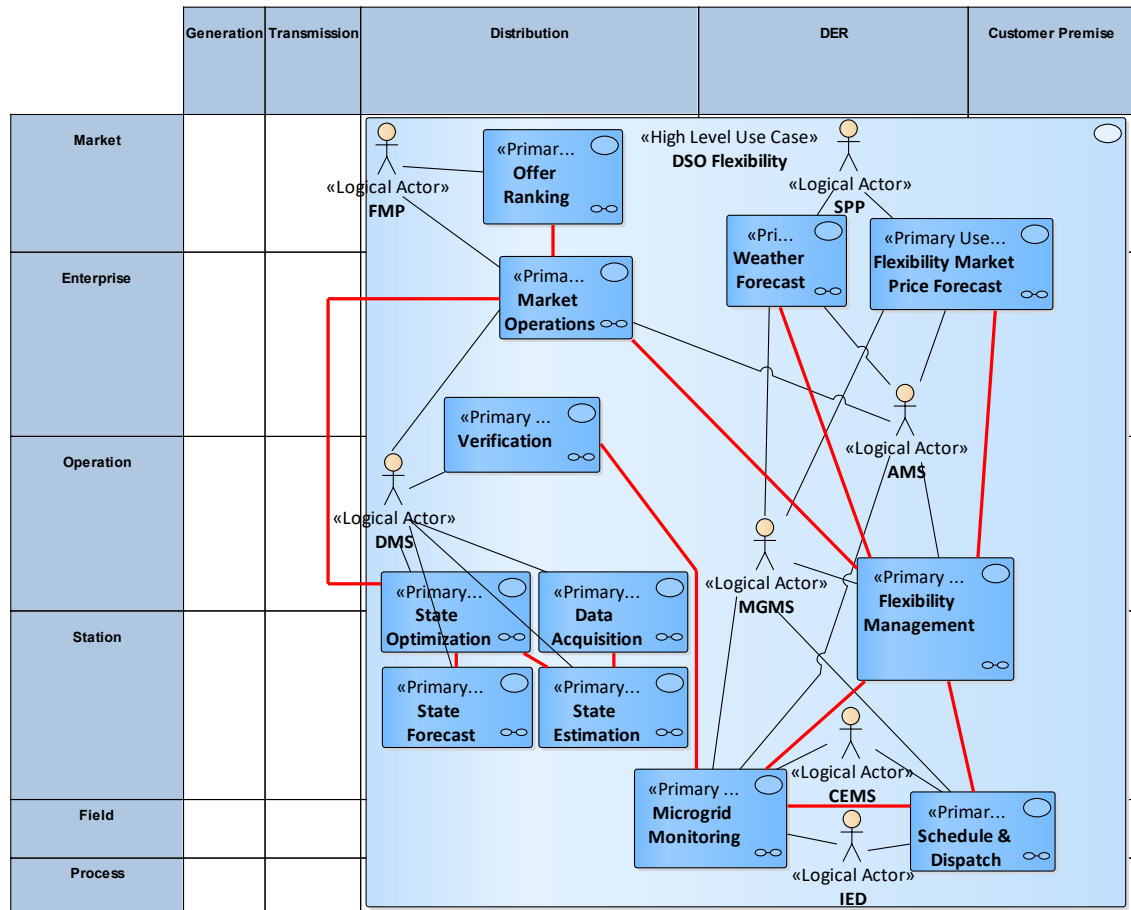 Generation
Transmission
Distribution
DER
Customer Premise
Market
Enterprise
Operation
Station
Field
Process
«High Level Use Case»
DSO Flexibility
«Logical Actor»
FMP
«Primar...
Offer
Ranking
«Logical Actor»
SPP
«Pri...
Weather
Forecast
«Primary Use...
Flexibility Market
Price Forecast
«Prima...
Market
Operations
«Primary ...
Verification
«Logical Actor»
AMS
«Logical Actor»
DMS
«Logical Actor»
MGMS
«Primary...
State
Optimization
«Primary...
Data
Acquisition
«Primary ...
Flexibility
Management
«Primary...
State
Forecast
«Primary...
State
Estimation
«Logical Actor»
CEMS
«Primary ...
Microgrid
Monitoring
«Primar...
Schedule &
Dispatch
«Logical Actor»
IED